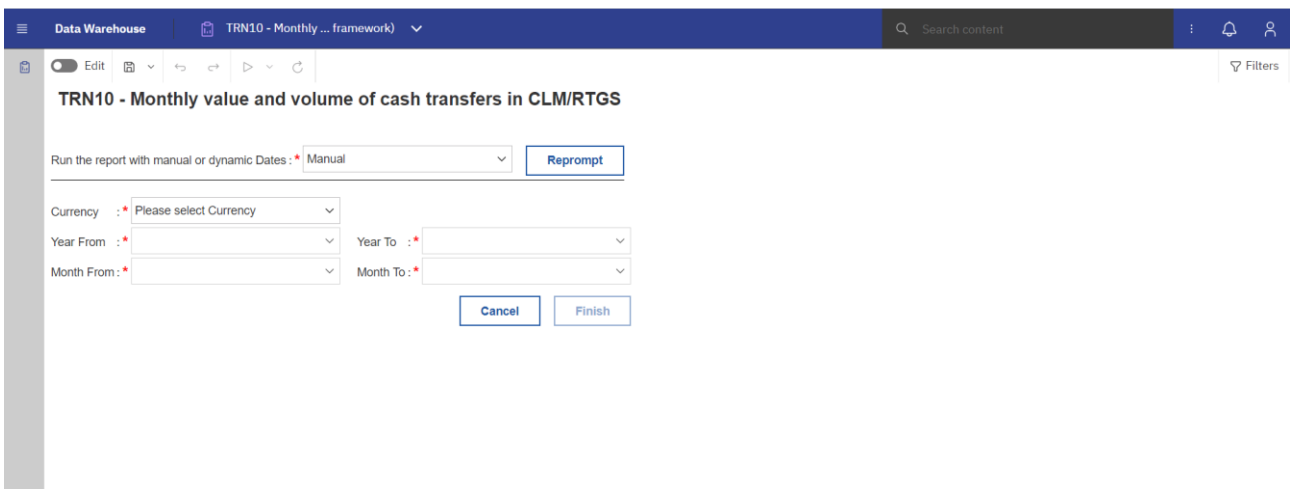 Data Warehouse TRN10 - Monthly ... framework) Search content
Edit Filters
TRN10 - Monthly value and volume of cash transfers in CLM/RTGS
Run the report with manual or dynamic Dates : * Manual Reprompt
Currency : * Please select Currency
Year From : * Year To : *
Month From : * Month To : *
Cancel Finish